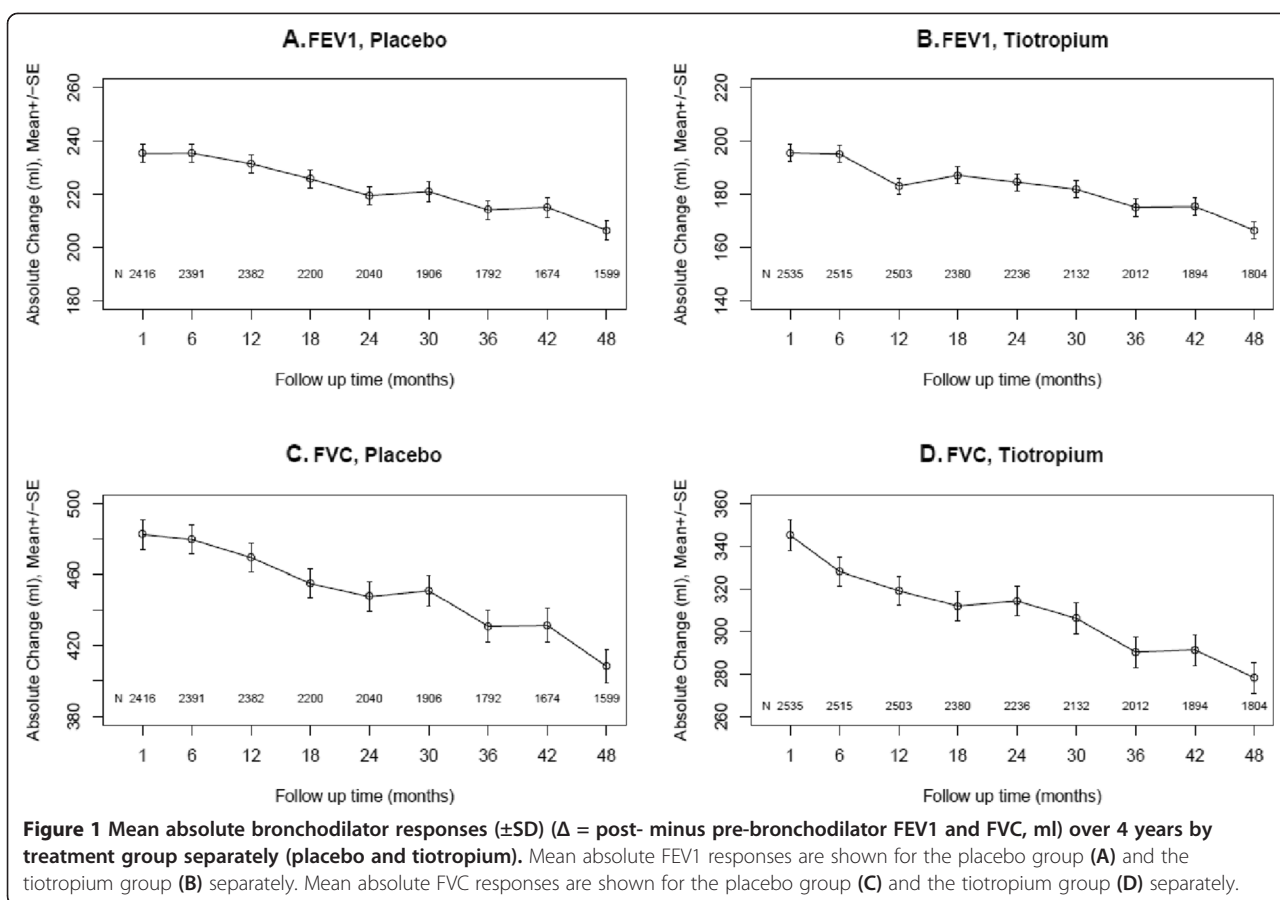 A. FEV1, Placebo
Absolute Change (ml), Mean+/−SE
260
240
220
200
180
N 2416 2391 2382 2200 2040 1906 1792 1674 1599
1 6 12 18 24 30 36 42 48
Follow up time (months)
B. FEV1, Tiotropium
Absolute Change (ml), Mean+/−SE
220
200
180
160
140
N 2535 2515 2503 2380 2236 2132 2012 1894 1804
1 6 12 18 24 30 36 42 48
Follow up time (months)
C. FVC, Placebo
Absolute Change (ml), Mean+/−SE
500
460
420
380
N 2416 2391 2382 2200 2040 1906 1792 1674 1599
1 6 12 18 24 30 36 42 48
Follow up time (months)
D. FVC, Tiotropium
Absolute Change (ml), Mean+/−SE
360
340
320
300
280
260
N 2535 2515 2503 2380 2236 2132 2012 1894 1804
1 6 12 18 24 30 36 42 48
Follow up time (months)
Figure 1 Mean absolute bronchodilator responses (±SD) (Δ = post- minus pre-bronchodilator FEV1 and FVC, ml) over 4 years by
treatment group separately (placebo and tiotropium). Mean absolute FEV1 responses are shown for the placebo group (A) and the
tiotropium group (B) separately. Mean absolute FVC responses are shown for the placebo group (C) and the tiotropium group (D) separately.